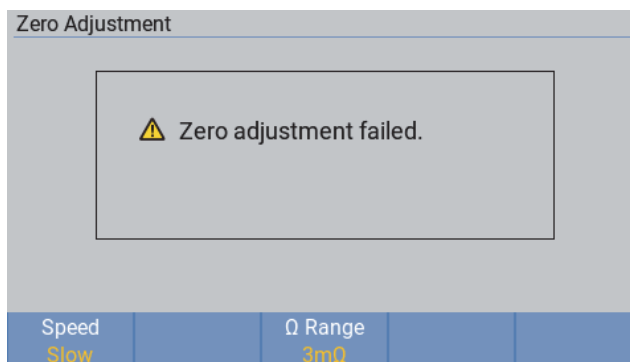 Zero Adjustment
Zero adjustment failed.
Speed
Ω Range
Slow
3mΩ